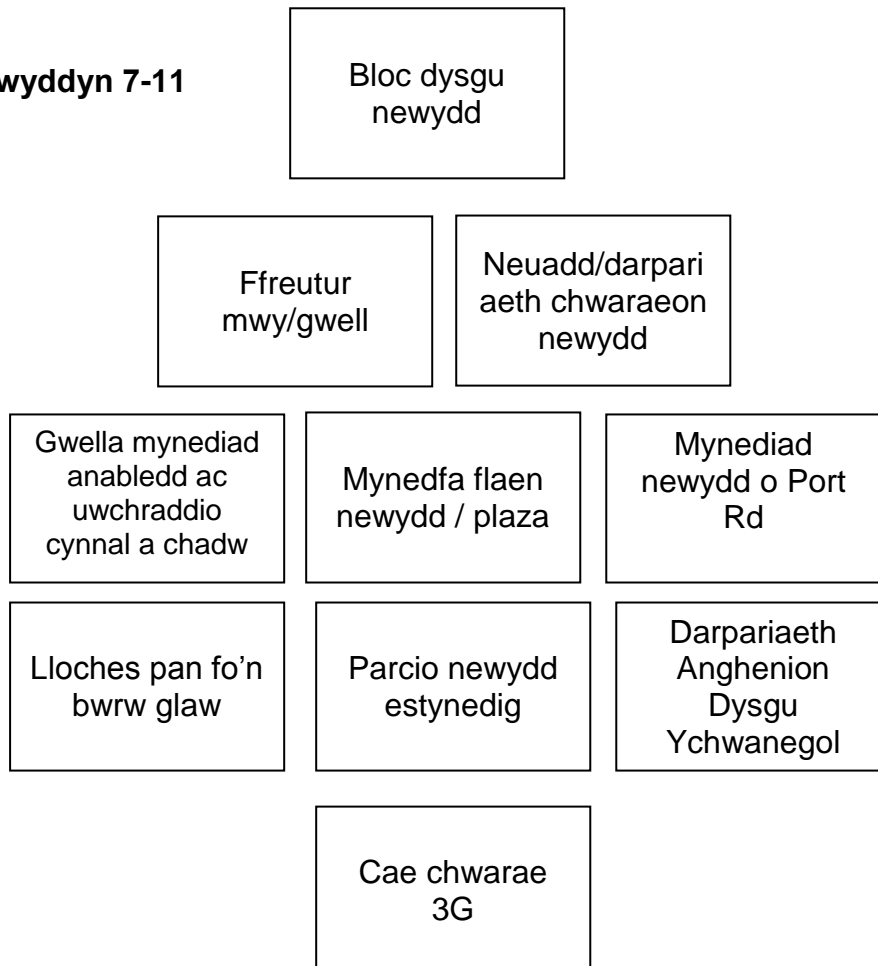 wyddyn 7-11
Bloc dysgu
newydd
Ffreutur
mwy/gwell
Neuadd/darpari
aeth chwaraeon
newydd
Gwella mynediad
anabledd ac
uwchraddio
cynnal a chadw
Mynedfa flaen
newydd / plaza
Mynediad
newydd o Port
Rd
Lloches pan fo’n
bwrw glaw
Parcio newydd
estynedig
Darpariaeth
Anghenion
Dysgu
Ychwanegol
Cae chwarae
3G